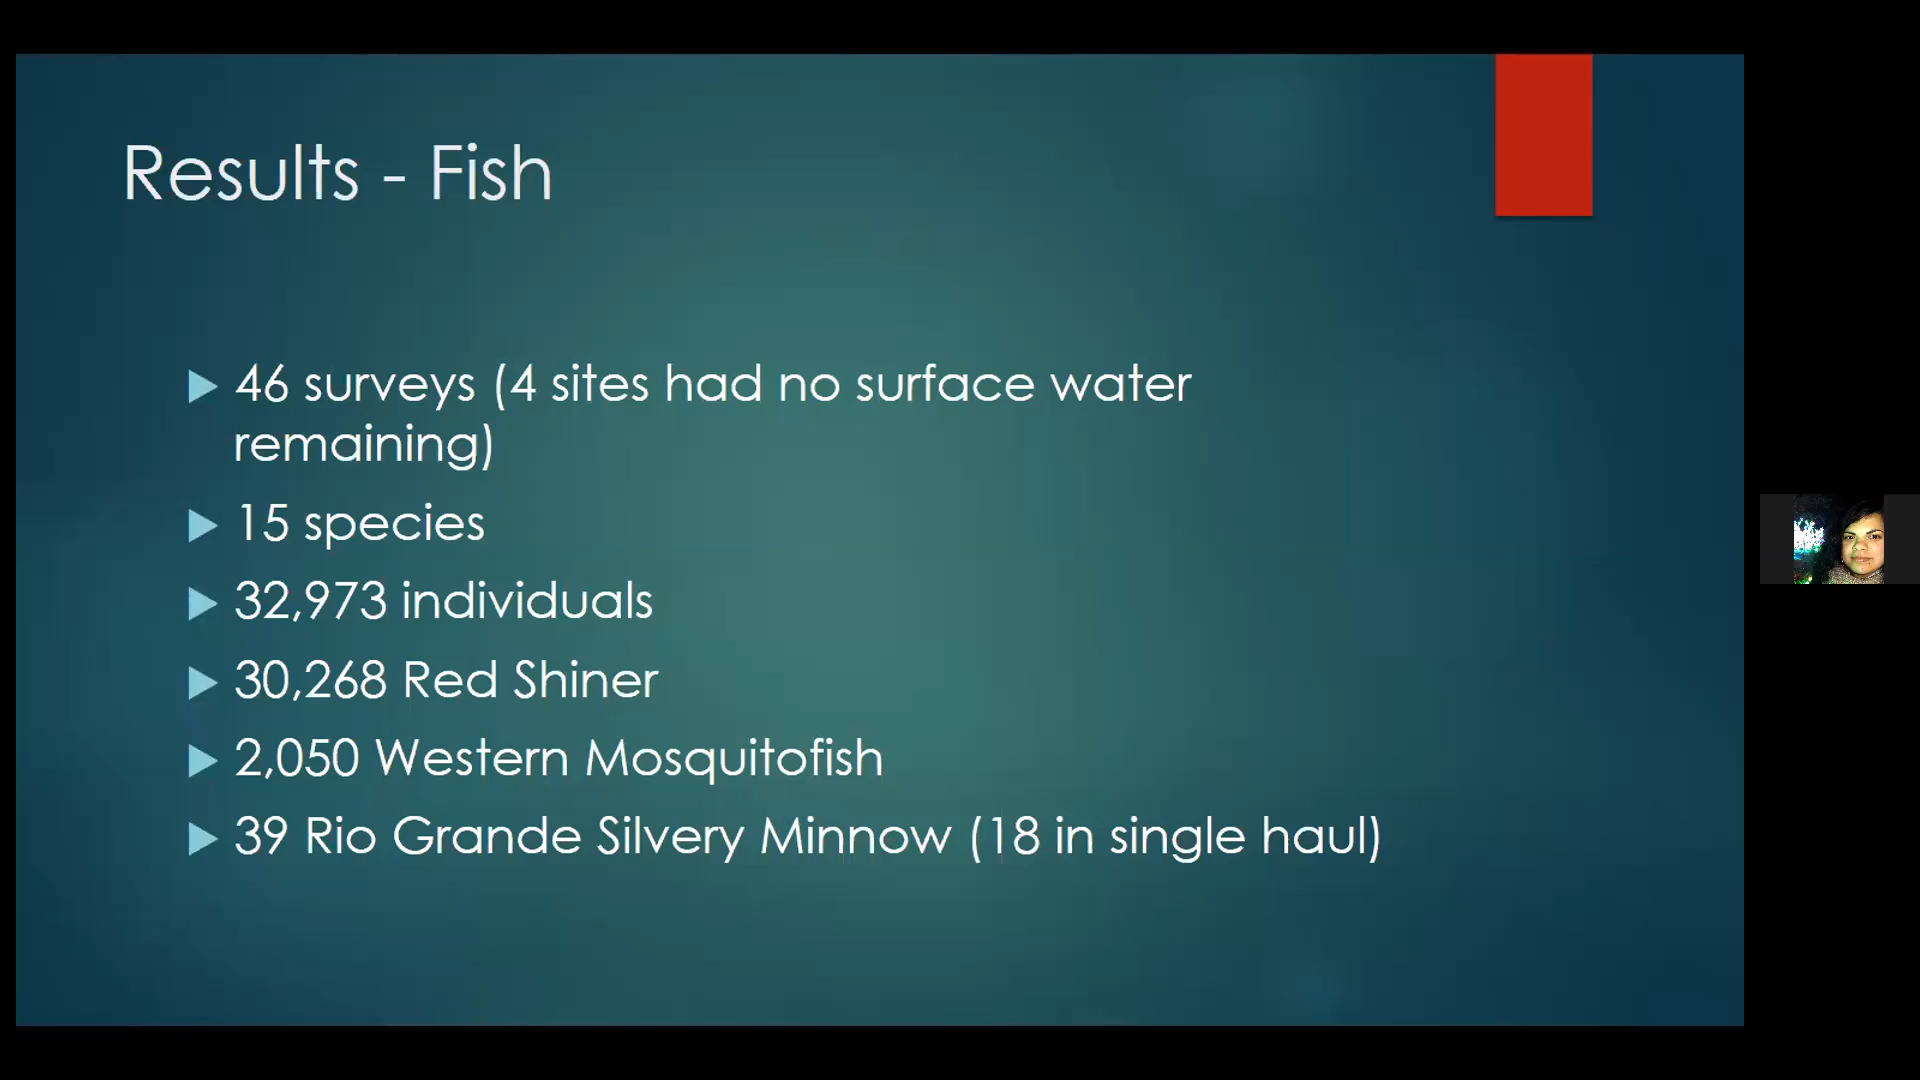 Results - Fish
46 surveys (4 sites had no surface water
remaining)
15 species
32,973 individuals
30,268 Red Shiner
2,050 Western Mosquitofish
39 Rio Grande Silvery Minnow (18 in single haul)